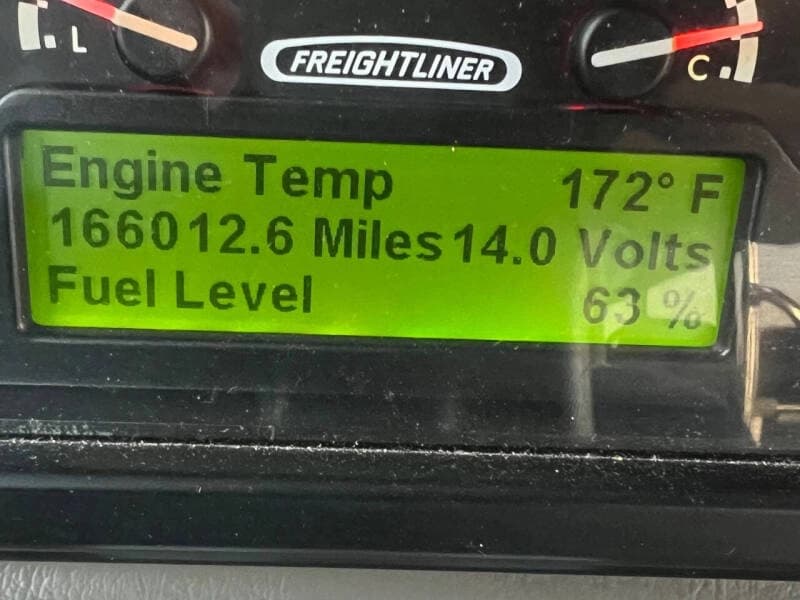 L
FREIGHTLINER
C
Engine Temp 172° F
166012.6 Miles 14.0 Volts
Fuel Level 63 %